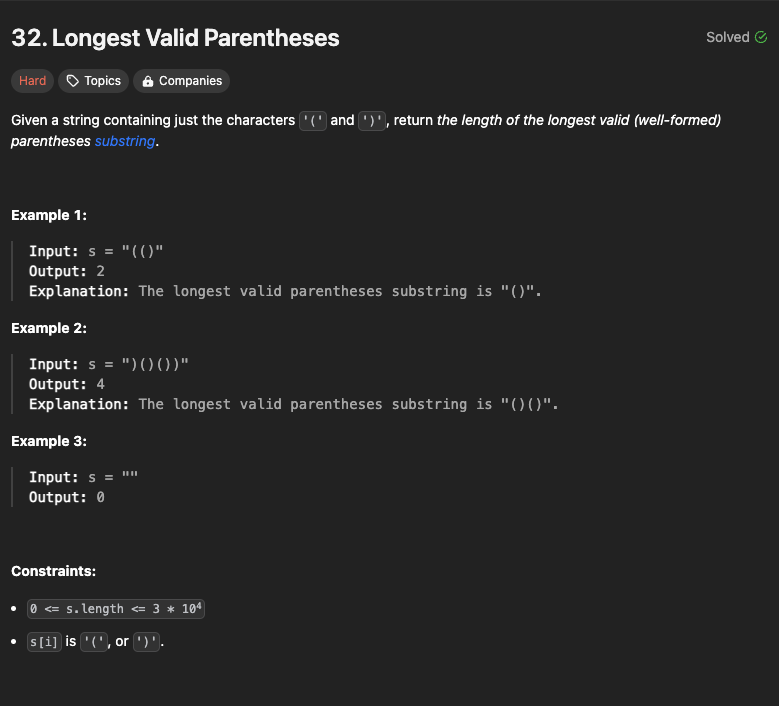 32. Longest Valid Parentheses
Solved
Hard Topics Companies
Given a string containing just the characters '(' and ')', return the length of the longest valid (well-formed)
parentheses substring.
Example 1:
Input: s = "(()"
Output: 2
Explanation: The longest valid parentheses substring is "()".
Example 2:
Input: s = ")()())"
Output: 4
Explanation: The longest valid parentheses substring is "()()".
Example 3:
Input: s = ""
Output: 0
Constraints:
• 0 <= s.length <= 3 * 10⁴
• s[i] is '(', or ')'.